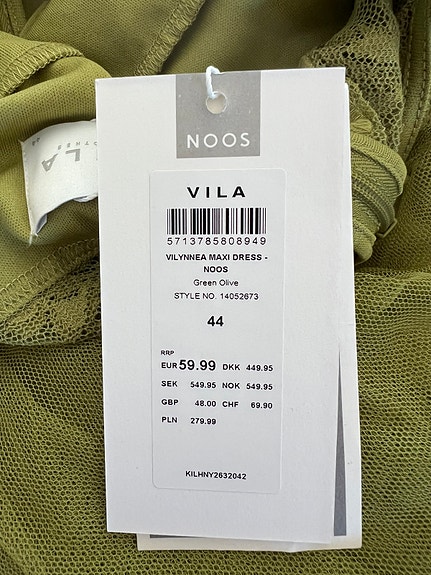 NOOS
VILA
5713785808949
VILYNNEA MAXI DRESS -
NOOS
Green Olive
STYLE NO. 14052673
44
RRP
EUR 59.99 DKK 449.95
SEK 549.95 NOK 549.95
GBP 48.00 CHF 69.90
PLN 279.99
KILHNY2632042